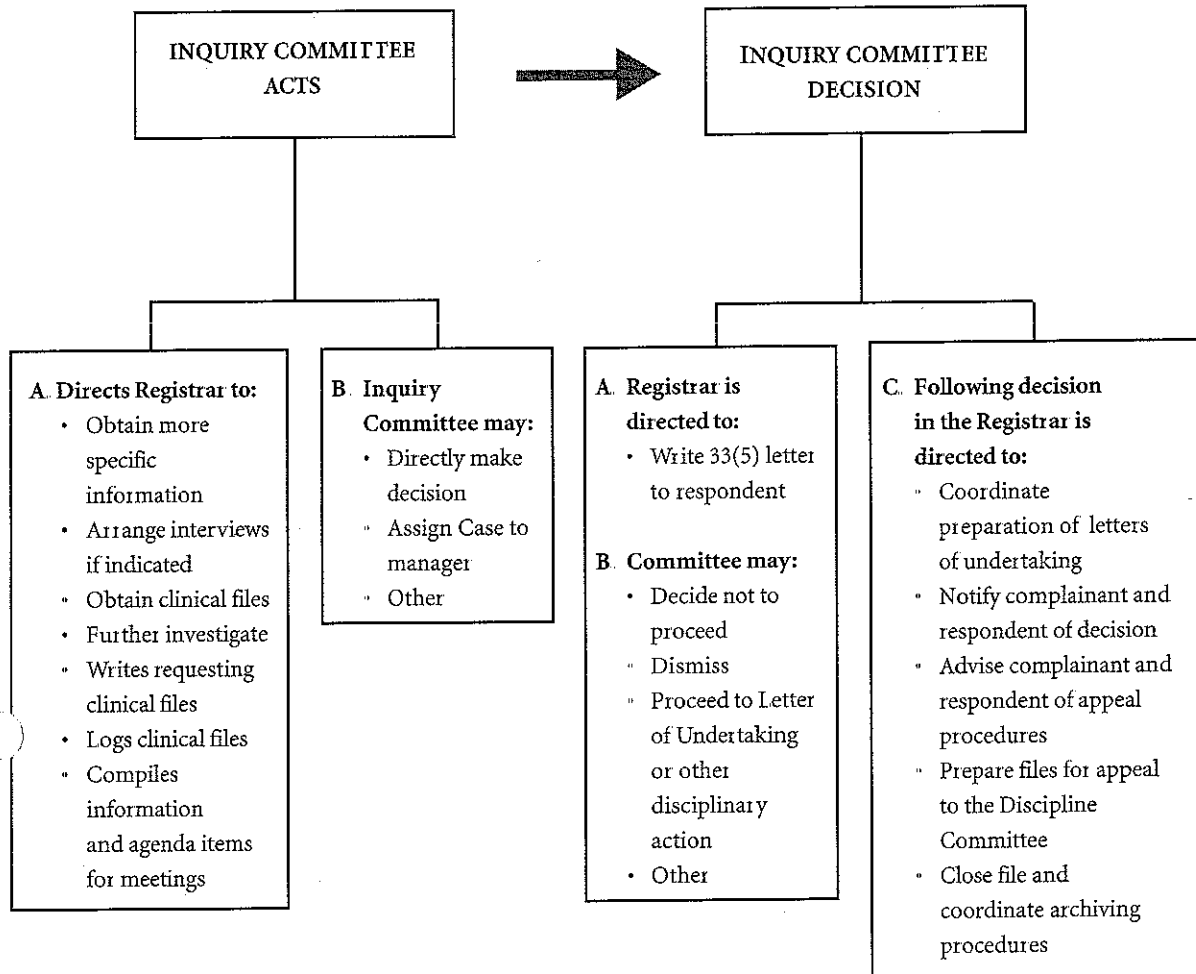 INQUIRY COMMITTEE
ACTS
INQUIRY COMMITTEE
DECISION
A. Directs Registrar to:
• Obtain more
specific
information
• Arrange interviews
if indicated
• Obtain clinical files
• Further investigate
• Writes requesting
clinical files
• Logs clinical files
• Compiles
information
and agenda items
for meetings
B. Inquiry
Committee may:
• Directly make
decision
• Assign Case to
manager
• Other
A. Registrar is
directed to:
• Write 33(5) letter
to respondent
B. Committee may:
• Decide not to
proceed
• Dismiss
• Proceed to Letter
of Undertaking
or other
disciplinary
action
• Other
C. Following decision
in the Registrar is
directed to:
• Coordinate
preparation of letters
of undertaking
• Notify complainant and
respondent of decision
• Advise complainant and
respondent of appeal
procedures
• Prepare files for appeal
to the Discipline
Committee
• Close file and
coordinate archiving
procedures